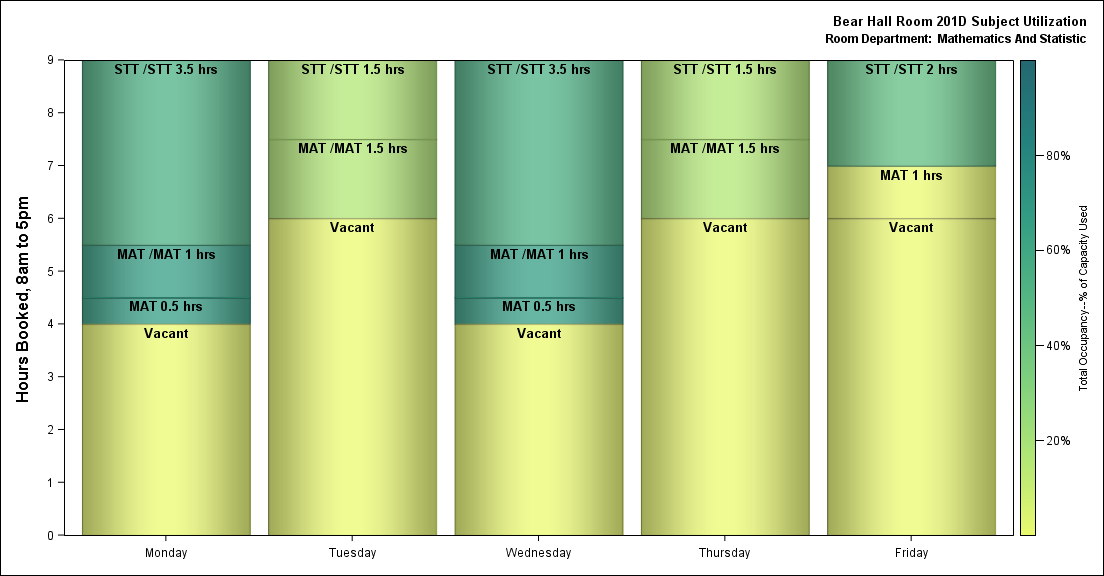 Bear Hall Room 201D Subject Utilization
Room Department: Mathematics And Statistic
Hours Booked, 8am to 5pm
9
8
7
6
5
4
3
2
1
0
STT /STT 3.5 hrs
MAT /MAT 1 hrs
MAT 0.5 hrs
Vacant
STT /STT 1.5 hrs
MAT /MAT 1.5 hrs
Vacant
STT /STT 3.5 hrs
MAT /MAT 1 hrs
MAT 0.5 hrs
Vacant
STT /STT 1.5 hrs
MAT /MAT 1.5 hrs
Vacant
STT /STT 2 hrs
MAT 1 hrs
Vacant
Monday
Tuesday
Wednesday
Thursday
Friday
80%
60%
40%
20%
Total Occupancy--% of Capacity Used